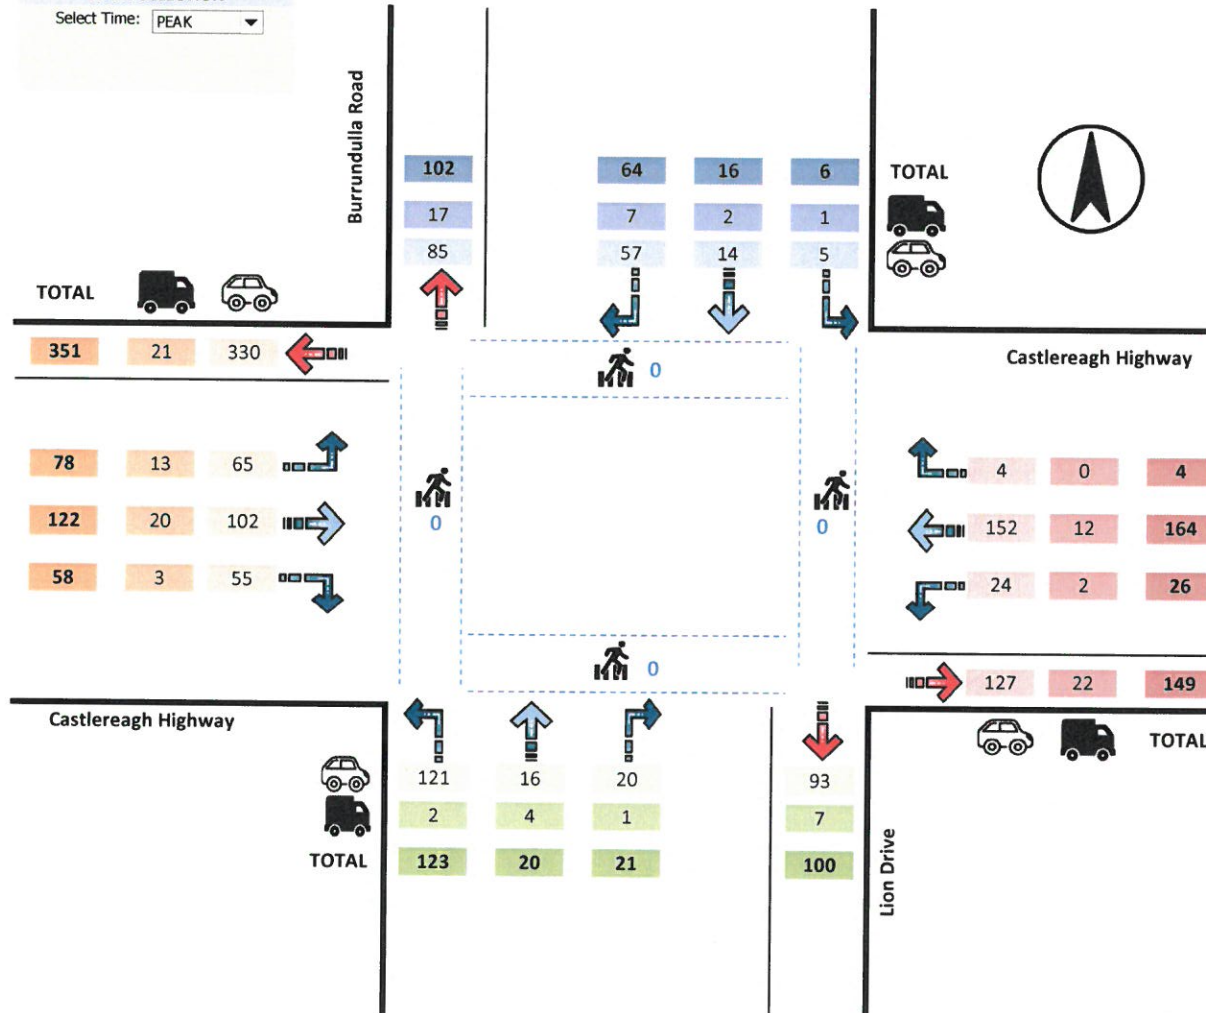 Select Time: PEAK
Burrundulla Road
102 64 16 6 TOTAL
17 7 2 1
85 57 14 5
TOTAL
351 21 330
0
Castlereagh Highway
78 13 65
122 20 102
58 3 55
0
0
4 0 4
152 12 164
24 2 26
0
127 22 149
Castlereagh Highway
TOTAL
121 16 20 93
2 4 1 7
TOTAL 123 20 21 100
Lion Drive